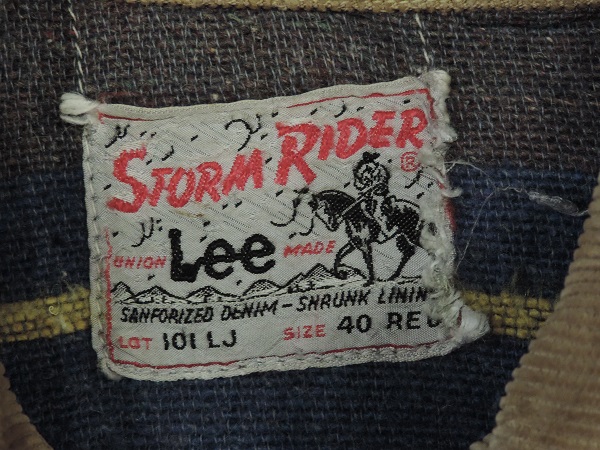 STORM RIDER ®
UNION Lee MADE
SANFORIZED DENIM - SHRUNK LININ
LOT 101 LJ SIZE 40 REG